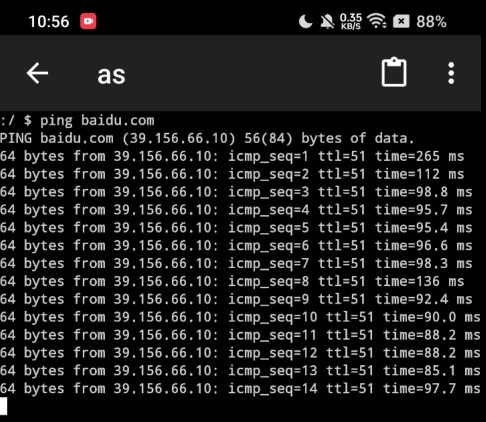 10:56 0.35 KB/S 88%
as
:/ $ ping baidu.com
PING baidu.com (39.156.66.10) 56(84) bytes of data.
64 bytes from 39.156.66.10: icmp_seq=1 ttl=51 time=265 ms
64 bytes from 39.156.66.10: icmp_seq=2 ttl=51 time=112 ms
64 bytes from 39.156.66.10: icmp_seq=3 ttl=51 time=98.8 ms
64 bytes from 39.156.66.10: icmp_seq=4 ttl=51 time=95.7 ms
64 bytes from 39.156.66.10: icmp_seq=5 ttl=51 time=95.4 ms
64 bytes from 39.156.66.10: icmp_seq=6 ttl=51 time=96.6 ms
64 bytes from 39.156.66.10: icmp_seq=7 ttl=51 time=98.3 ms
64 bytes from 39.156.66.10: icmp_seq=8 ttl=51 time=136 ms
64 bytes from 39.156.66.10: icmp_seq=9 ttl=51 time=92.4 ms
64 bytes from 39.156.66.10: icmp_seq=10 ttl=51 time=90.0 ms
64 bytes from 39.156.66.10: icmp_seq=11 ttl=51 time=88.2 ms
64 bytes from 39.156.66.10: icmp_seq=12 ttl=51 time=88.2 ms
64 bytes from 39.156.66.10: icmp_seq=13 ttl=51 time=85.1 ms
64 bytes from 39.156.66.10: icmp_seq=14 ttl=51 time=97.7 ms